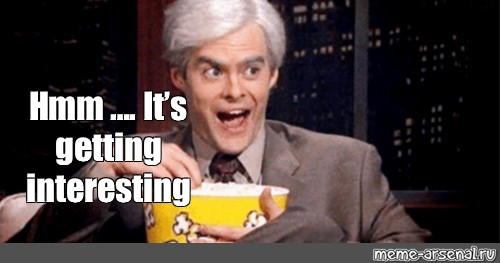 Hmm .... It's
getting
interesting
meme-arsenal.ru